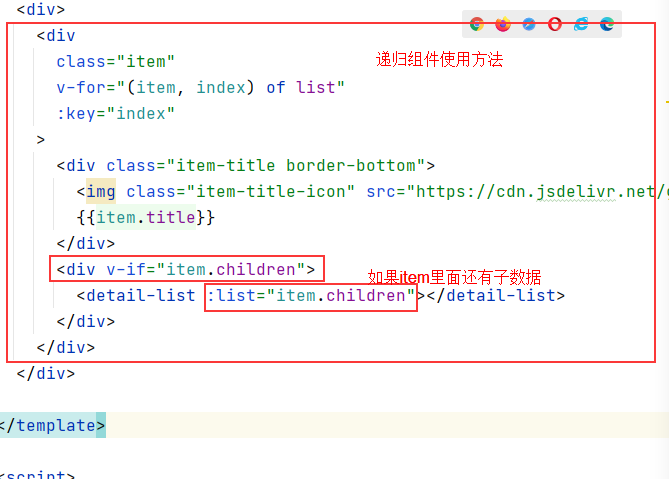 <div>
<div
class="item"
递归组件使用方法
v-for="(item, index) of list"
:key="index"
>
<div class="item-title border-bottom">
<img class="item-title-icon" src="https://cdn.jsdelivr.net/
{{item.title}}
</div>
<div v-if="item.children">
如果item里面还有子数据
<detail-list :list="item.children"></detail-list>
</div>
</div>
</div>
</template>
<script>